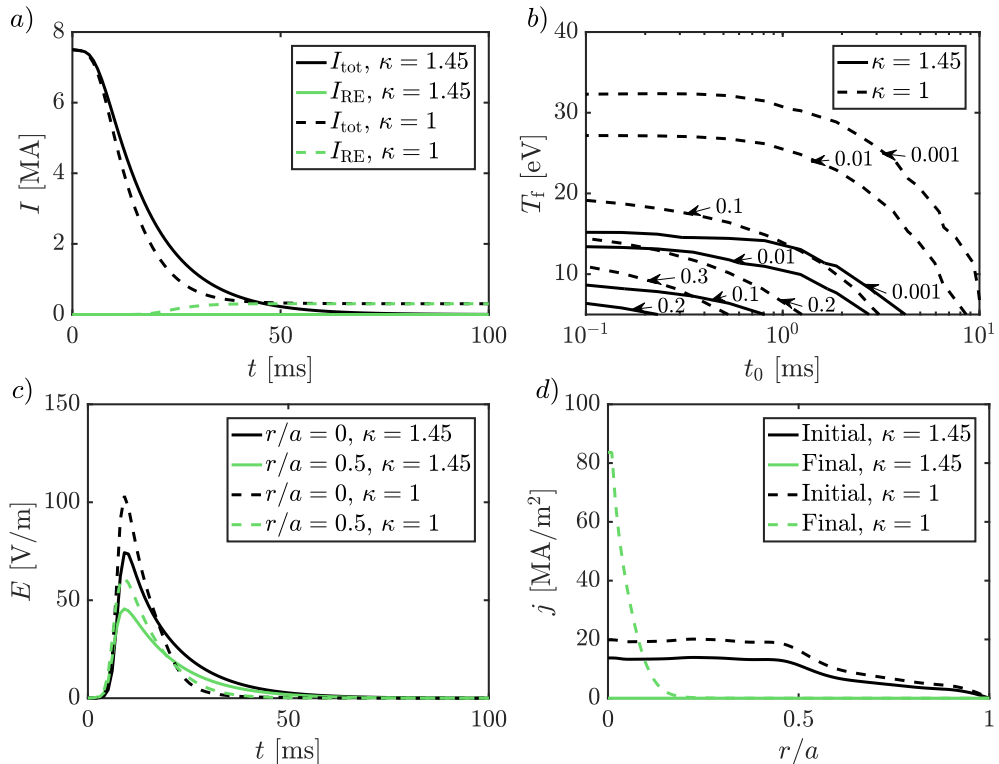 a)
8
6
4
2
0
0
50
100
I [MA]
t [ms]
I_tot, κ = 1.45
I_RE, κ = 1.45
I_tot, κ = 1
I_RE, κ = 1
b)
40
30
20
10
10^-1
10^0
10^1
T_f [eV]
t_0 [ms]
κ = 1.45
κ = 1
0.001
0.01
0.1
0.01
0.3
0.1
0.001
0.2
0.2
c)
150
100
50
0
0
50
100
E [V/m]
t [ms]
r/a = 0, κ = 1.45
r/a = 0.5, κ = 1.45
r/a = 0, κ = 1
r/a = 0.5, κ = 1
d)
100
80
60
40
20
0
0
0.5
1
j [MA/m²]
r/a
Initial, κ = 1.45
Final, κ = 1.45
Initial, κ = 1
Final, κ = 1